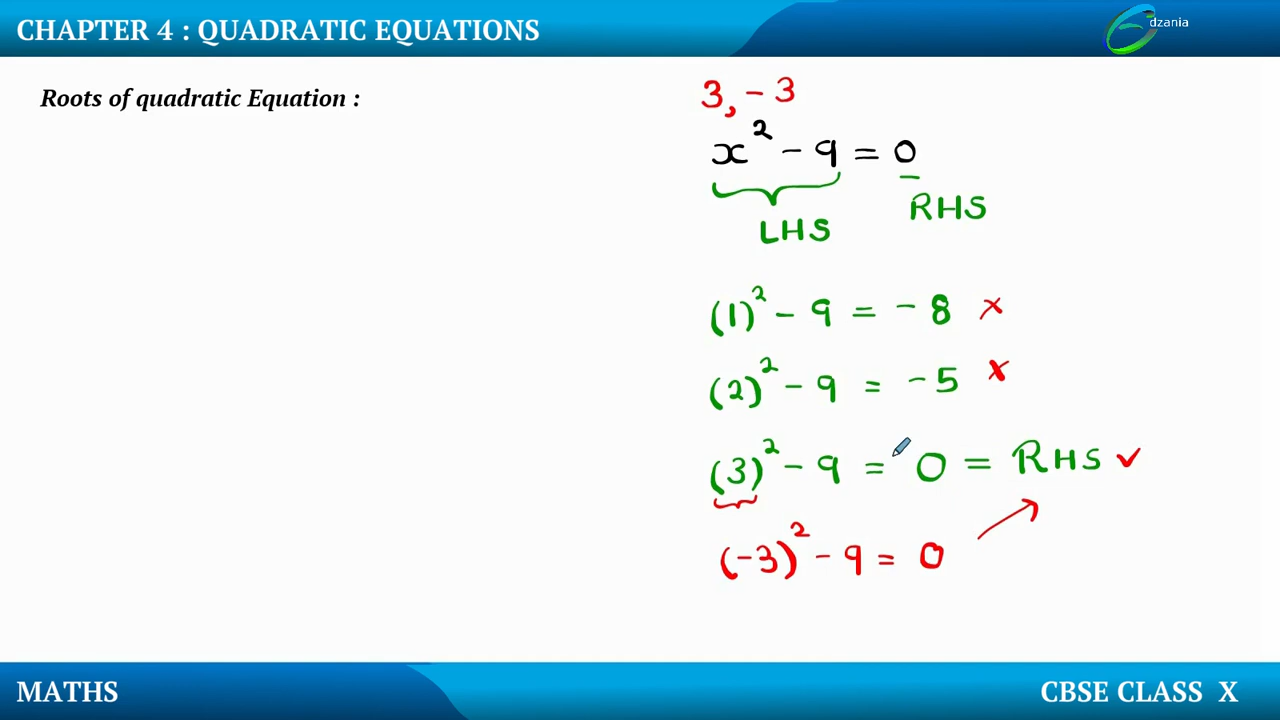 CHAPTER 4 : QUADRATIC EQUATIONS
dzania
Roots of quadratic Equation :
3, -3
x² - 9 = 0
LHS
RHS
(1)² - 9 = -8 ×
(2)² - 9 = -5 ×
(3)² - 9 = 0 = RHS ✓
(-3)² - 9 = 0
MATHS
CBSE CLASS X